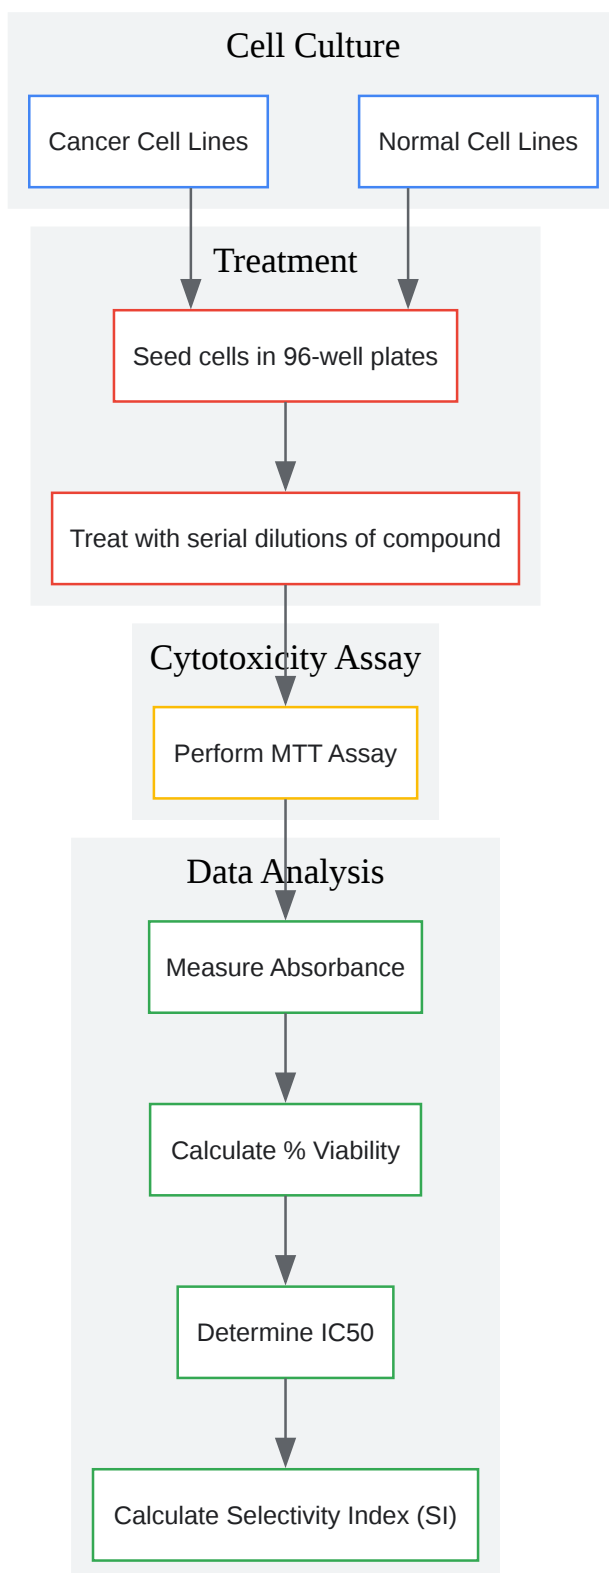 Cell Culture
Cancer Cell Lines
Normal Cell Lines
Treatment
Seed cells in 96-well plates
Treat with serial dilutions of compound
Cytotoxicity Assay
Perform MTT Assay
Data Analysis
Measure Absorbance
Calculate % Viability
Determine IC50
Calculate Selectivity Index (SI)